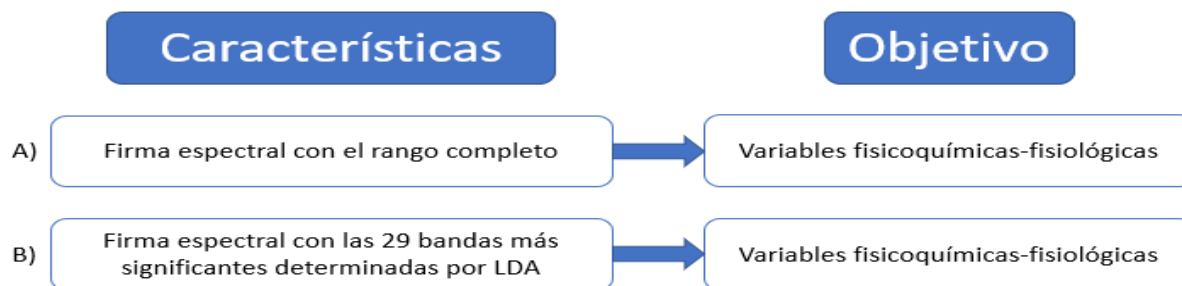 Características Objetivo
A) Firma espectral con el rango completo Variables fisicoquímicas-fisiológicas
B) Firma espectral con las 29 bandas más
significantes determinadas por LDA Variables fisicoquímicas-fisiológicas